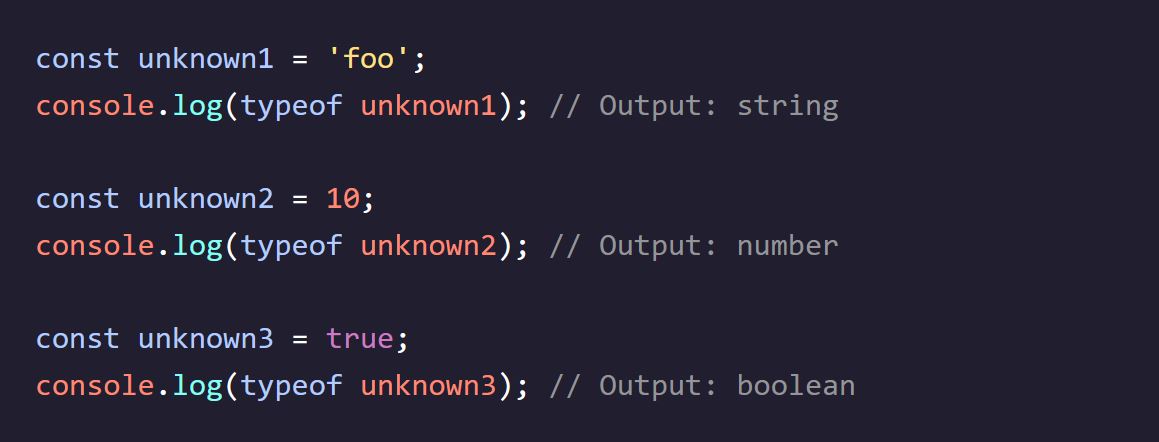 const unknown1 = 'foo';
console.log(typeof unknown1); // Output: string
const unknown2 = 10;
console.log(typeof unknown2); // Output: number
const unknown3 = true;
console.log(typeof unknown3); // Output: boolean